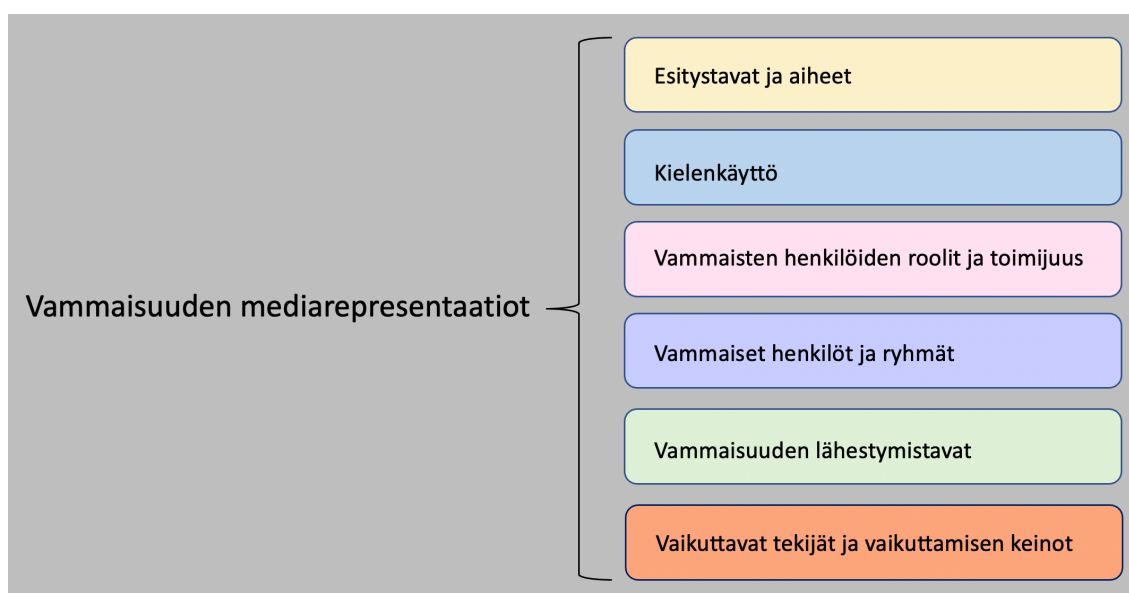 Vammaisuuden mediarepresentaatiot
Esitystavat ja aiheet
Kielenkäyttö
Vammaisten henkilöiden roolit ja toimijuus
Vammaiset henkilöt ja ryhmät
Vammaisuuden lähestymistavat
Vaikuttavat tekijät ja vaikuttamisen keinot